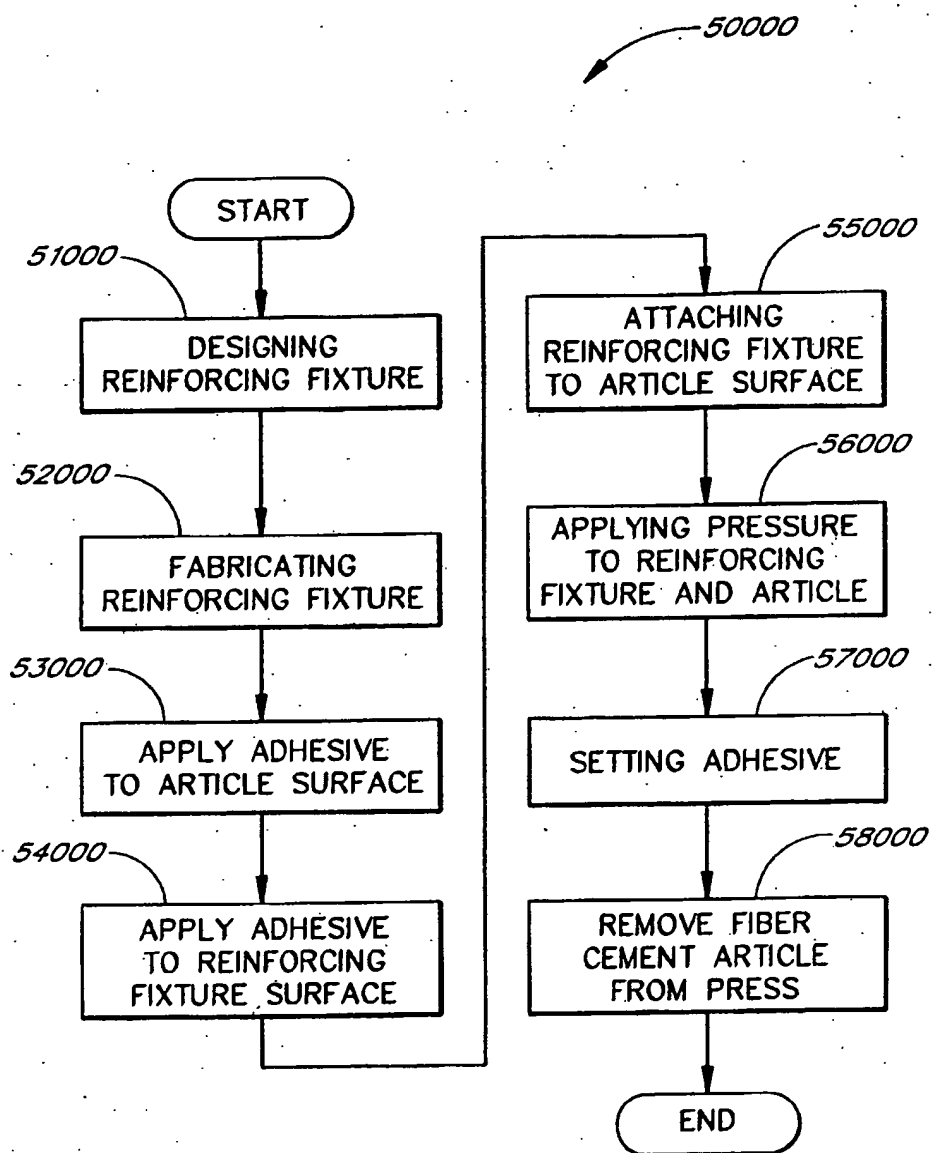 50000
START
51000
DESIGNING
REINFORCING FIXTURE
52000
FABRICATING
REINFORCING FIXTURE
53000
APPLY ADHESIVE
TO ARTICLE SURFACE
54000
APPLY ADHESIVE
TO REINFORCING
FIXTURE SURFACE
55000
ATTACHING
REINFORCING FIXTURE
TO ARTICLE SURFACE
56000
APPLYING PRESSURE
TO REINFORCING
FIXTURE AND ARTICLE
57000
SETTING ADHESIVE
58000
REMOVE FIBER
CEMENT ARTICLE
FROM PRESS
END